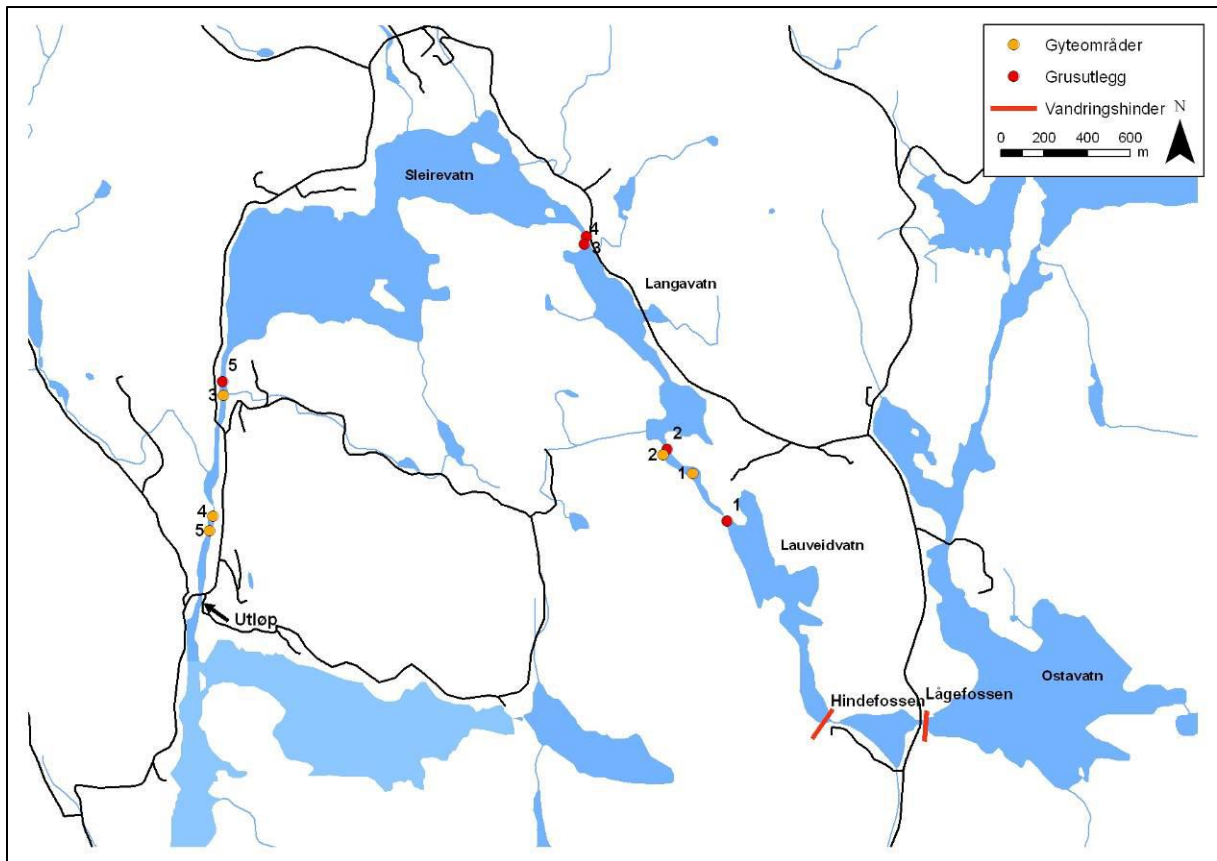 Gyteområder
Grusutlegg
Vandringshinder
N
0 200 400 600
m
Sleirevatn
4
3
Langavatn
5
3
2
2
1
1
4
5
Lauveidvatn
Utløp
Hindefossen
Lågefossen
Ostavatn